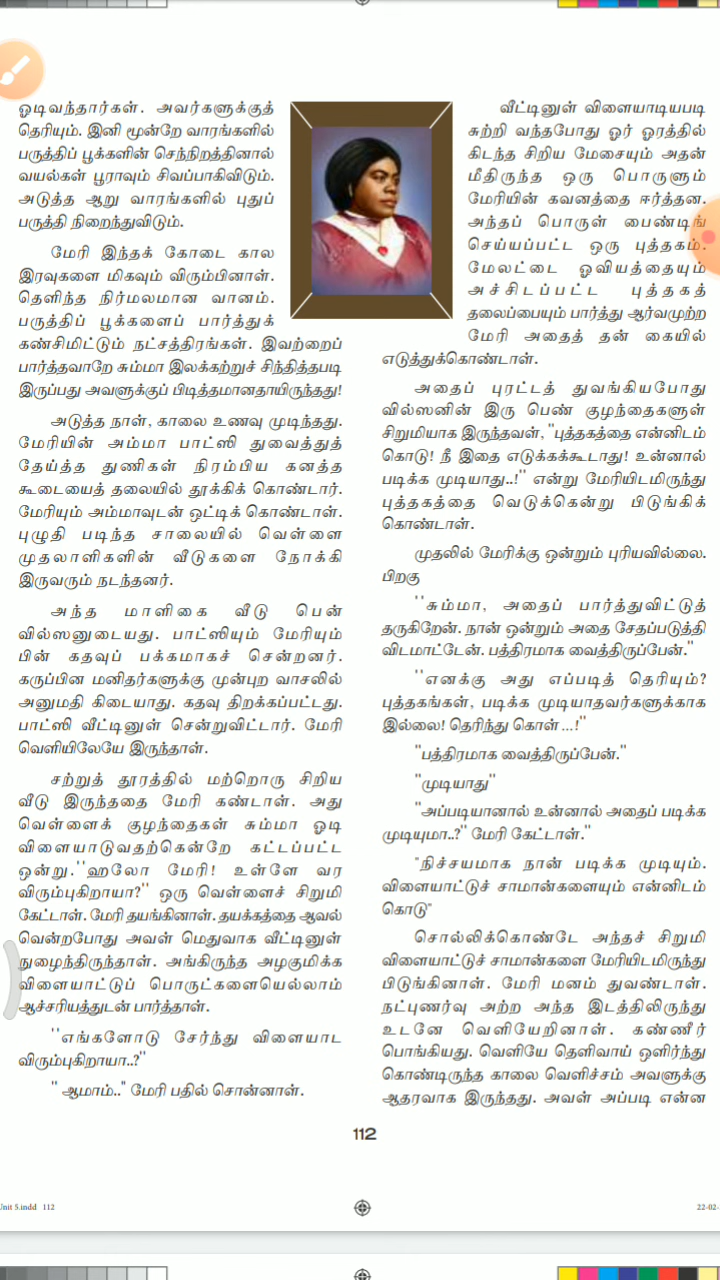 ஓடிவந்தார்கள். அவர்களுக்குத்
தெரியும். இனி மூன்றே வாரங்களில்
பருத்திப் பூக்களின் செந்நிறத்தினால்
வயல்கள் பூராவும் சிவப்பாகிவிடும்.
அடுத்த ஆறு வாரங்களில் புதுப்
பருத்தி நிறைந்துவிடும்.
மேரி இந்தக் கோடை கால
இரவுகளை மிகவும் விரும்பினாள்.
தெளிந்த நிர்மலமான வானம்.
பருத்திப் பூக்களைப் பார்த்துக்
கண்சிமிட்டும் நட்சத்திரங்கள். இவற்றைப்
பார்த்தவாறே சும்மா இலக்கற்றுச் சிந்தித்தபடி
இருப்பது அவளுக்குப் பிடித்தமானதாயிருந்தது!
அடுத்த நாள், காலை உணவு முடிந்தது.
மேரியின் அம்மா பாட்ஸி துவைத்துத்
தேய்த்த துணிகள் நிரம்பிய கனத்த
கூடையைத் தலையில் தூக்கிக் கொண்டார்.
மேரியும் அம்மாவுடன் ஒட்டிக் கொண்டாள்.
புழுதி படிந்த சாலையில் வெள்ளை
முதலாளிகளின் வீடுகளை நோக்கி
இருவரும் நடந்தனர்.
அந்த மாளிகை வீடு பென்
வில்ஸனுடையது. பாட்ஸியும் மேரியும்
பின் கதவுப் பக்கமாகச் சென்றனர்.
கருப்பின மனிதர்களுக்கு முன்புற வாசலில்
அனுமதி கிடையாது. கதவு திறக்கப்பட்டது.
பாட்ஸி வீட்டினுள் சென்றுவிட்டார். மேரி
வெளியிலேயே இருந்தாள்.
சற்றுத் தூரத்தில் மற்றொரு சிறிய
வீடு இருந்ததை மேரி கண்டாள். அது
வெள்ளைக் குழந்தைகள் சும்மா ஓடி
விளையாடுவதற்கென்றே கட்டப்பட்ட
ஒன்று.''ஹலோ மேரி! உள்ளே வர
விரும்புகிறாயா?'' ஒரு வெள்ளைச் சிறுமி
கேட்டாள். மேரி தயங்கினாள். தயக்கத்தை ஆவல்
வென்றபோது அவள் மெதுவாக வீட்டினுள்
நுழைந்திருந்தாள். அங்கிருந்த அழகுமிக்க
விளையாட்டுப் பொருட்களையெல்லாம்
ஆச்சரியத்துடன் பார்த்தாள்.
''எங்களோடு சேர்ந்து விளையாட
விரும்புகிறாயா..?''
'' ஆமாம்..'' மேரி பதில் சொன்னாள்.
வீட்டினுள் விளையாடியபடி
சுற்றி வந்தபோது ஓர் ஓரத்தில்
கிடந்த சிறிய மேசையும் அதன்
மீதிருந்த ஒரு பொருளும்
மேரியின் கவனத்தை ஈர்த்தன.
அந்தப் பொருள் பைண்டிங்
செய்யப்பட்ட ஒரு புத்தகம்.
மேலட்டை ஓவியத்தையும்
அச்சிடப்பட்ட புத்தகத்
தலைப்பையும் பார்த்து ஆர்வமுற்ற
மேரி அதைத் தன் கையில்
எடுத்துக்கொண்டாள்.
அதைப் புரட்டத் துவங்கியபோது
வில்ஸனின் இரு பெண் குழந்தைகளுள்
சிறுமியாக இருந்தவள், ''புத்தகத்தை என்னிடம்
கொடு! நீ இதை எடுக்கக்கூடாது! உன்னால்
படிக்க முடியாது..!'' என்று மேரியிடமிருந்து
புத்தகத்தை வெடுக்கென்று பிடுங்கிக்
கொண்டாள்.
முதலில் மேரிக்கு ஒன்றும் புரியவில்லை.
பிறகு
''சும்மா, அதைப் பார்த்துவிட்டுத்
தருகிறேன். நான் ஒன்றும் அதை சேதப்படுத்தி
விடமாட்டேன். பத்திரமாக வைத்திருப்பேன்.''
''எனக்கு அது எப்படித் தெரியும்?
புத்தகங்கள், படிக்க முடியாதவர்களுக்காக
இல்லை! தெரிந்து கொள் ...!''
''பத்திரமாக வைத்திருப்பேன்.''
''முடியாது''
''அப்படியானால் உன்னால் அதைப் படிக்க
முடியுமா..?'' மேரி கேட்டாள்.''
"நிச்சயமாக நான் படிக்க முடியும்.
விளையாட்டுச் சாமான்களையும் என்னிடம்
கொடு"
சொல்லிக்கொண்டே அந்தச் சிறுமி
விளையாட்டுச் சாமான்களை மேரியிடமிருந்து
பிடுங்கினாள். மேரி மனம் துவண்டாள்.
நட்புணர்வு அற்ற அந்த இடத்திலிருந்து
உடனே வெளியேறினாள். கண்ணீர்
பொங்கியது. வெளியே தெளிவாய் ஒளிர்ந்து
கொண்டிருந்த காலை வெளிச்சம் அவளுக்கு
ஆதரவாக இருந்தது. அவள் அப்படி என்ன
112
Unit 5.indd 112
22-02-